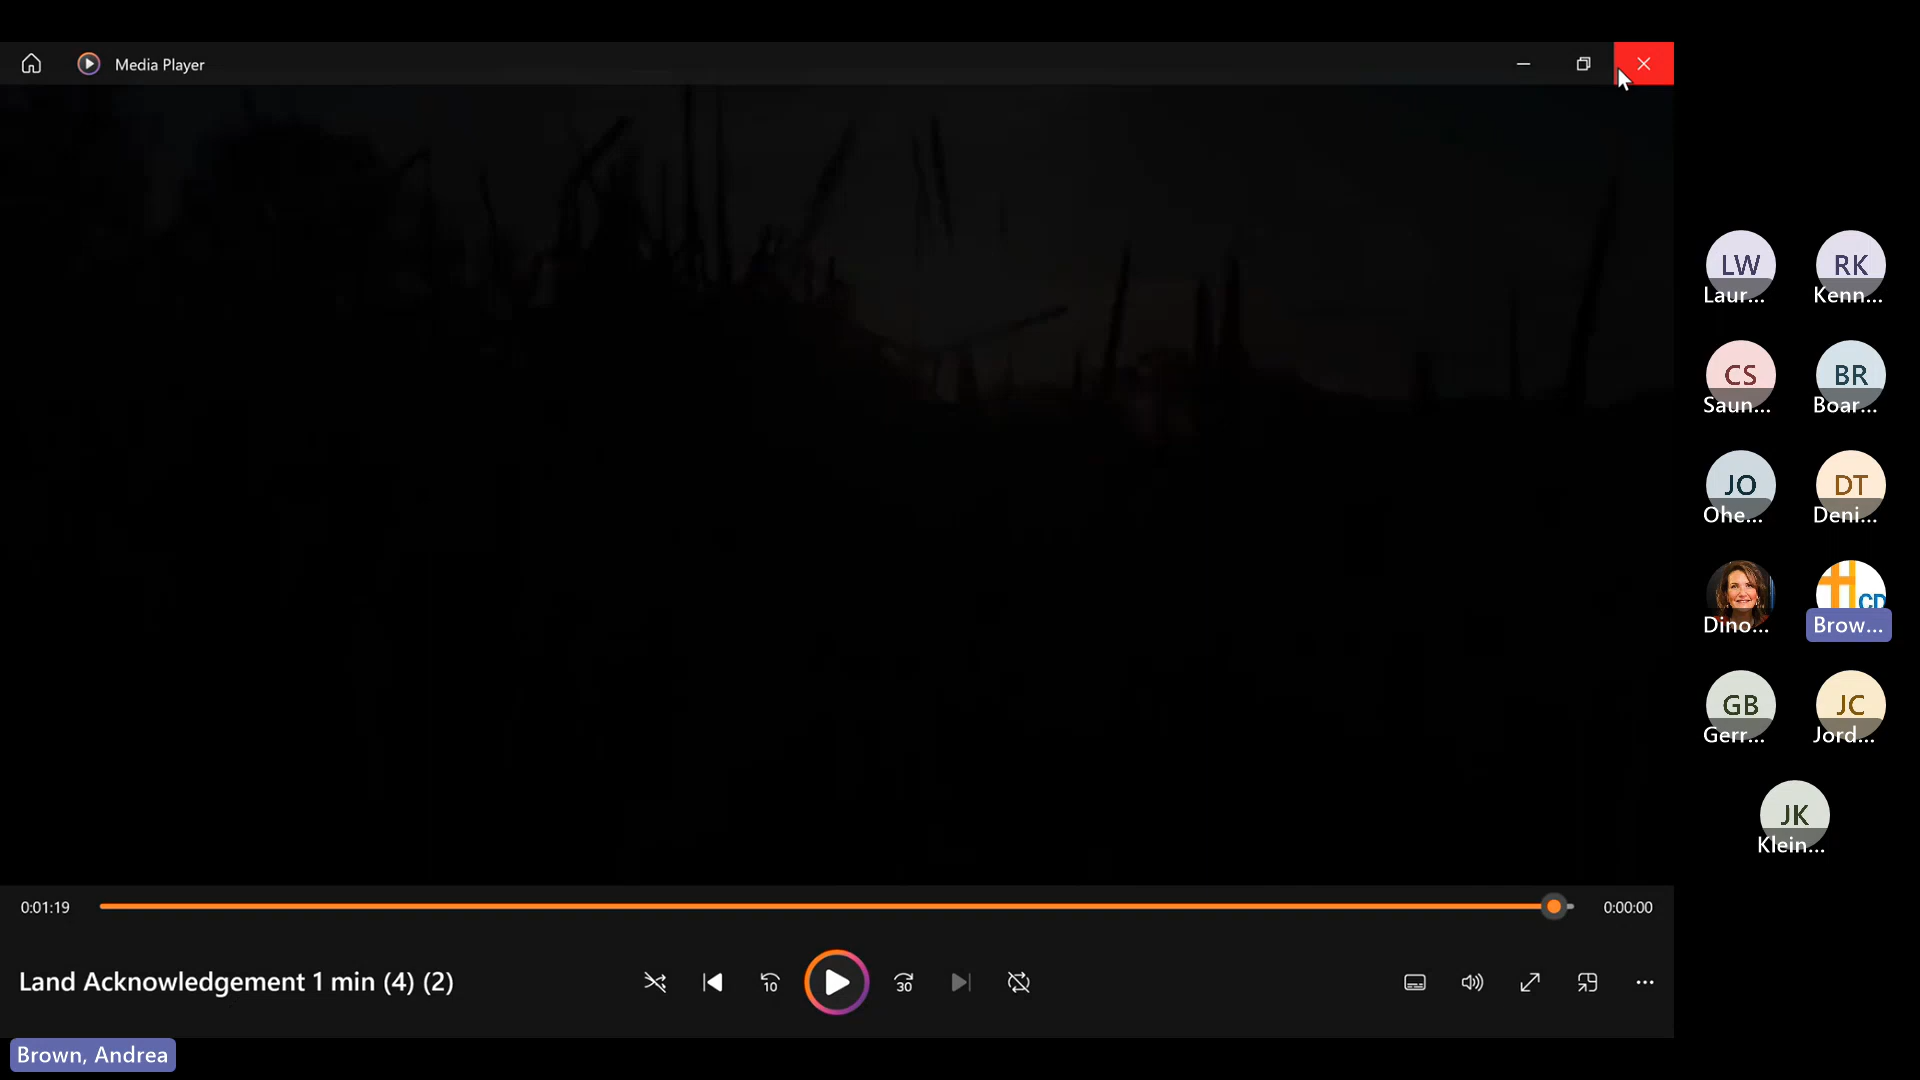 Media Player
LW
Laur...
RK
Kenn...
CS
Saun...
BR
Boar...
JO
Ohe...
DT
Deni...
Dino...
CD
Brow...
GB
Gerr...
JC
Jord...
JK
Klein...
0:01:19
0:00:00
Land Acknowledgement 1 min (4) (2)
10
30
Brown, Andrea